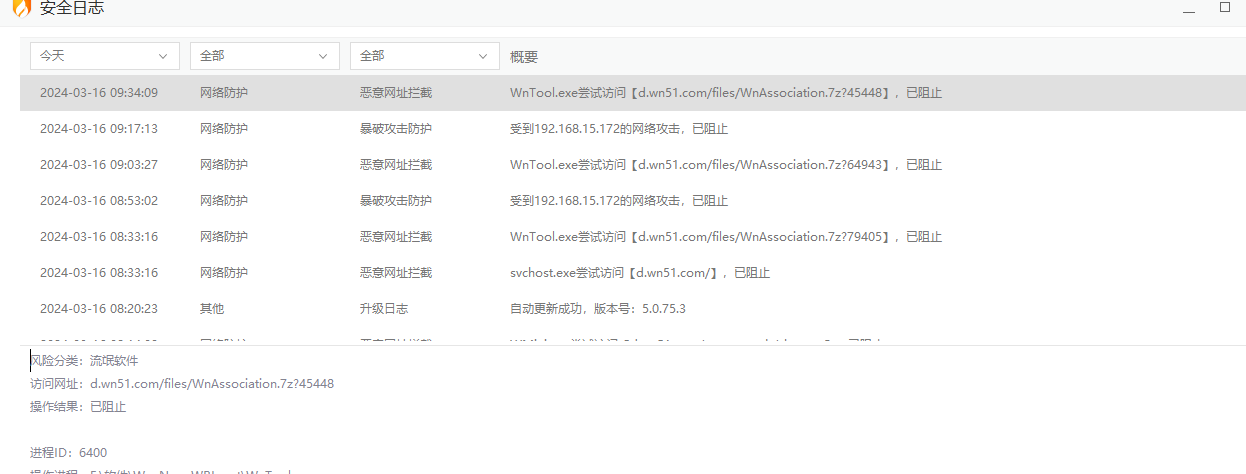 安全日志
今天 全部 全部 概要
2024-03-16 09:34:09 网络防护 恶意网址拦截 WnTool.exe尝试访问【d.wn51.com/files/WnAssociation.7z?45448】，已阻止
2024-03-16 09:17:13 网络防护 暴破攻击防护 受到192.168.15.172的网络攻击，已阻止
2024-03-16 09:03:27 网络防护 恶意网址拦截 WnTool.exe尝试访问【d.wn51.com/files/WnAssociation.7z?64943】，已阻止
2024-03-16 08:53:02 网络防护 暴破攻击防护 受到192.168.15.172的网络攻击，已阻止
2024-03-16 08:33:16 网络防护 恶意网址拦截 WnTool.exe尝试访问【d.wn51.com/files/WnAssociation.7z?79405】，已阻止
2024-03-16 08:33:16 网络防护 恶意网址拦截 svchost.exe尝试访问【d.wn51.com/】，已阻止
2024-03-16 08:20:23 其他 升级日志 自动更新成功，版本号：5.0.75.3
风险分类：流氓软件
访问网址：d.wn51.com/files/WnAssociation.7z?45448
操作结果：已阻止
进程ID：6400